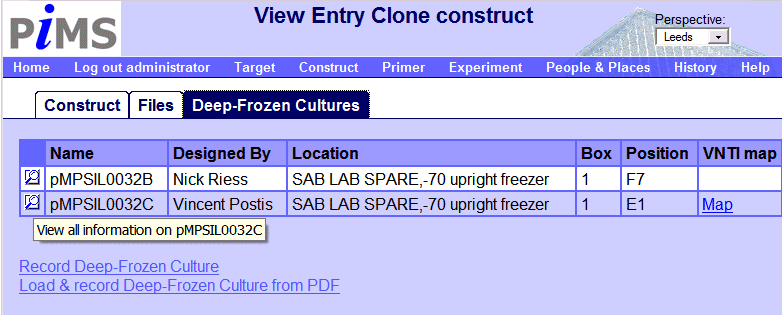 PiMS
View Entry Clone construct
Perspective:
Leeds
Home Log out administrator Target Construct Primer Experiment People & Places History Help
Construct Files Deep-Frozen Cultures
Name Designed By Location Box Position VNTI map
pMPSIL0032B Nick Riess SAB LAB SPARE,-70 upright freezer 1 F7
pMPSIL0032C Vincent Postis SAB LAB SPARE,-70 upright freezer 1 E1 Map
View all information on pMPSIL0032C
Record Deep-Frozen Culture
Load & record Deep-Frozen Culture from PDF